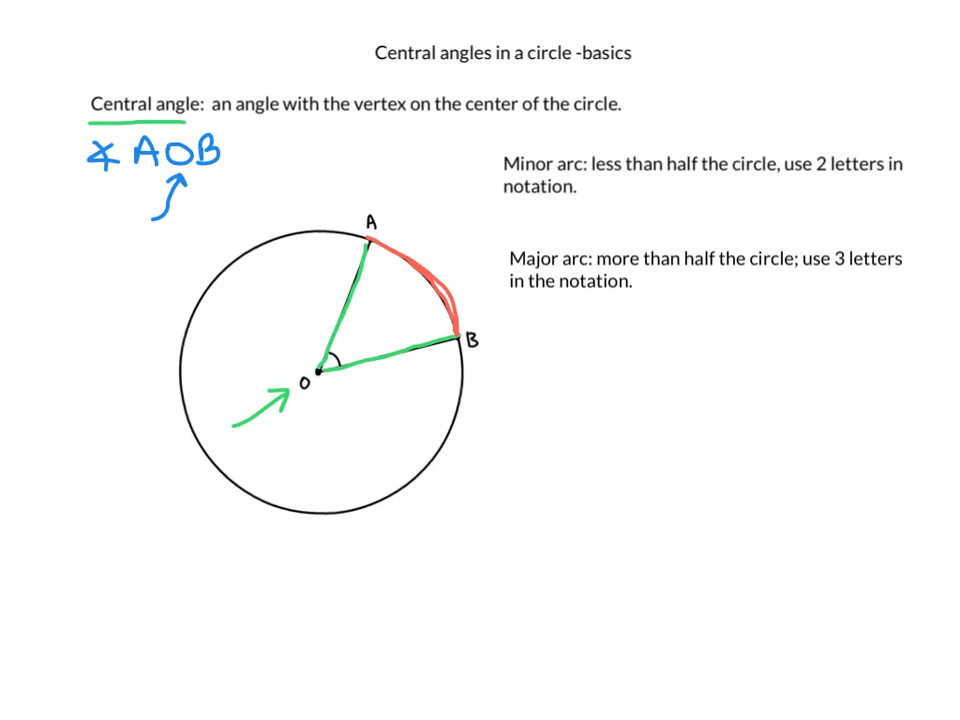 Central angles in a circle -basics
Central angle: an angle with the vertex on the center of the circle.
∡ AOB
Minor arc: less than half the circle, use 2 letters in
notation.
A
Major arc: more than half the circle; use 3 letters
in the notation.
B
O